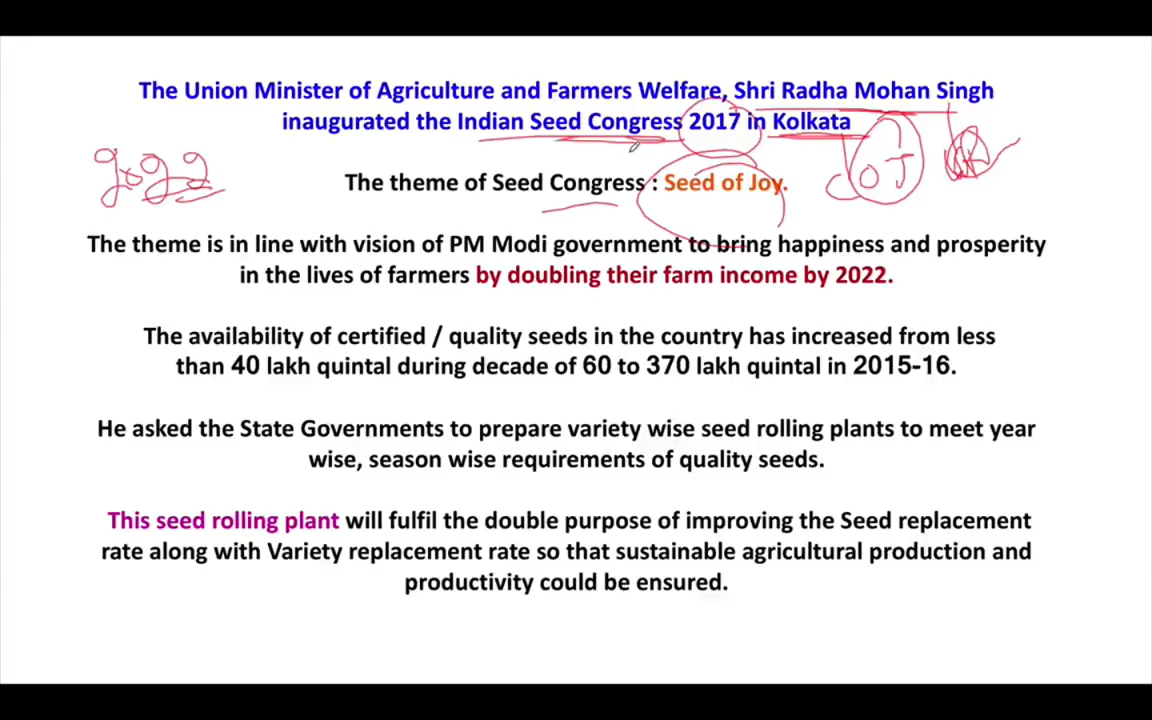 The Union Minister of Agriculture and Farmers Welfare, Shri Radha Mohan Singh
inaugurated the Indian Seed Congress 2017 in Kolkata
The theme of Seed Congress : Seed of Joy.
The theme is in line with vision of PM Modi government to bring happiness and prosperity
in the lives of farmers by doubling their farm income by 2022.
The availability of certified / quality seeds in the country has increased from less
than 40 lakh quintal during decade of 60 to 370 lakh quintal in 2015-16.
He asked the State Governments to prepare variety wise seed rolling plants to meet year
wise, season wise requirements of quality seeds.
This seed rolling plant will fulfil the double purpose of improving the Seed replacement
rate along with Variety replacement rate so that sustainable agricultural production and
productivity could be ensured.